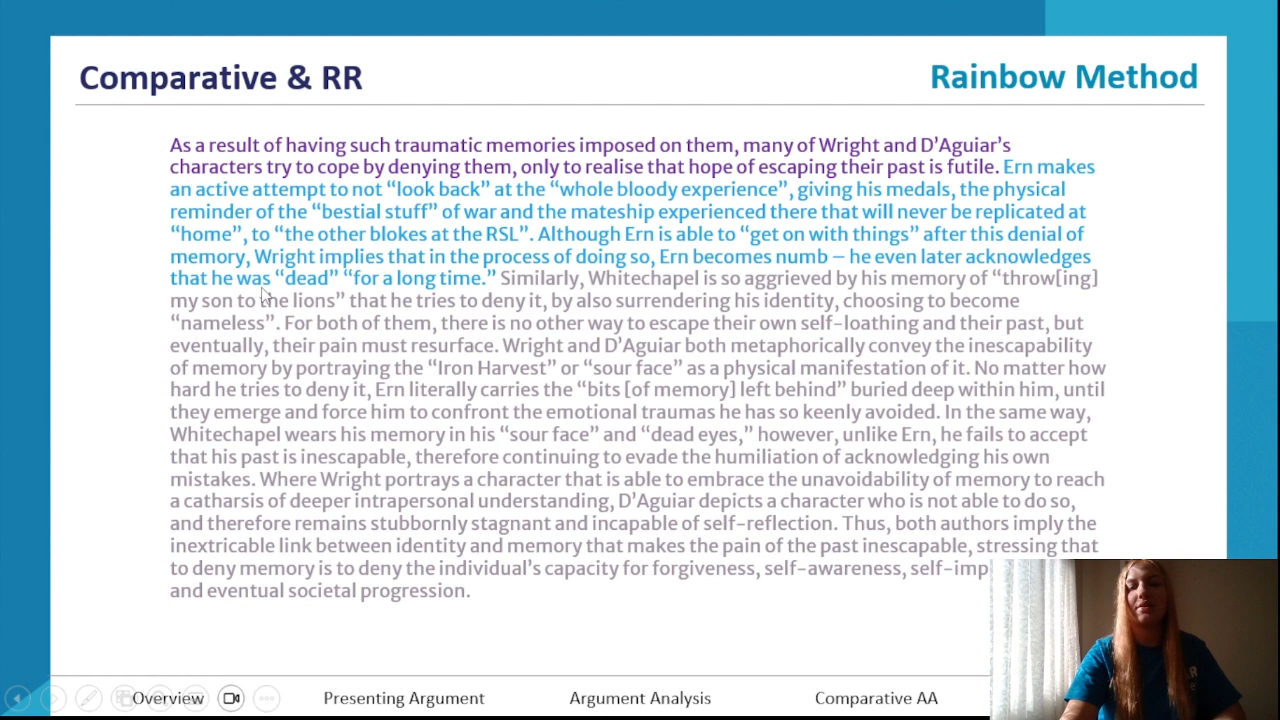 Comparative & RR
Rainbow Method
As a result of having such traumatic memories imposed on them, many of Wright and D’Aguiar’s
characters try to cope by denying them, only to realise that hope of escaping their past is futile. Ern makes
an active attempt to not “look back” at the “whole bloody experience”, giving his medals, the physical
reminder of the “bestial stuff” of war and the mateship experienced there that will never be replicated at
“home”, to “the other blokes at the RSL”. Although Ern is able to “get on with things” after this denial of
memory, Wright implies that in the process of doing so, Ern becomes numb – he even later acknowledges
that he was “dead” “for a long time.” Similarly, Whitechapel is so aggrieved by his memory of “throw[ing]
my son to the lions” that he tries to deny it, by also surrendering his identity, choosing to become
“nameless”. For both of them, there is no other way to escape their own self-loathing and their past, but
eventually, their pain must resurface. Wright and D’Aguiar both metaphorically convey the inescapability
of memory by portraying the “Iron Harvest” or “sour face” as a physical manifestation of it. No matter how
hard he tries to deny it, Ern literally carries the “bits [of memory] left behind” buried deep within him, until
they emerge and force him to confront the emotional traumas he has so keenly avoided. In the same way,
Whitechapel wears his memory in his “sour face” and “dead eyes,” however, unlike Ern, he fails to accept
that his past is inescapable, therefore continuing to evade the humiliation of acknowledging his own
mistakes. Where Wright portrays a character that is able to embrace the unavoidability of memory to reach
a catharsis of deeper intrapersonal understanding, D’Aguiar depicts a character who is not able to do so,
and therefore remains stubbornly stagnant and incapable of self-reflection. Thus, both authors imply the
inextricable link between identity and memory that makes the pain of the past inescapable, stressing that
to deny memory is to deny the individual’s capacity for forgiveness, self-awareness,
and eventual societal progression.
Overview
Presenting Argument
Argument Analysis
Comparative AA